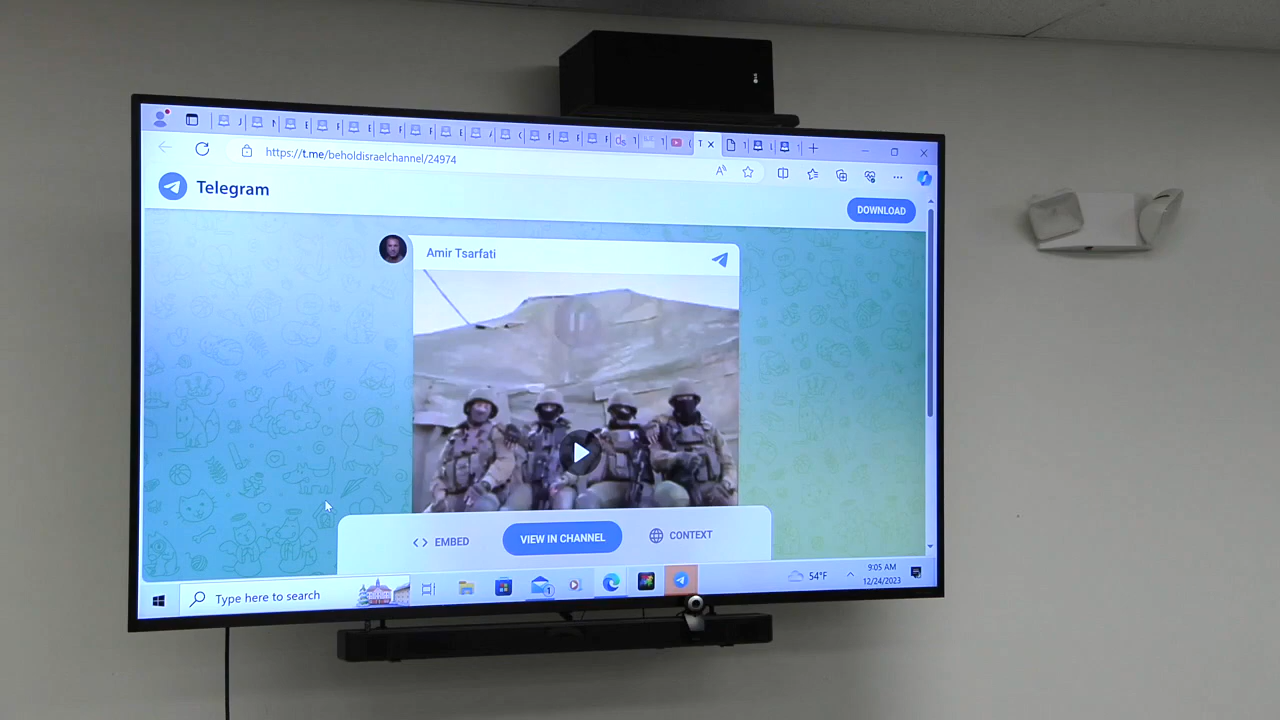 https://t.me/beholdisraelchannel/24974
Telegram
DOWNLOAD
Amir Tsarfati
EMBED
VIEW IN CHANNEL
CONTEXT
Type here to search
1
54°F
9:05 AM
12/24/2023